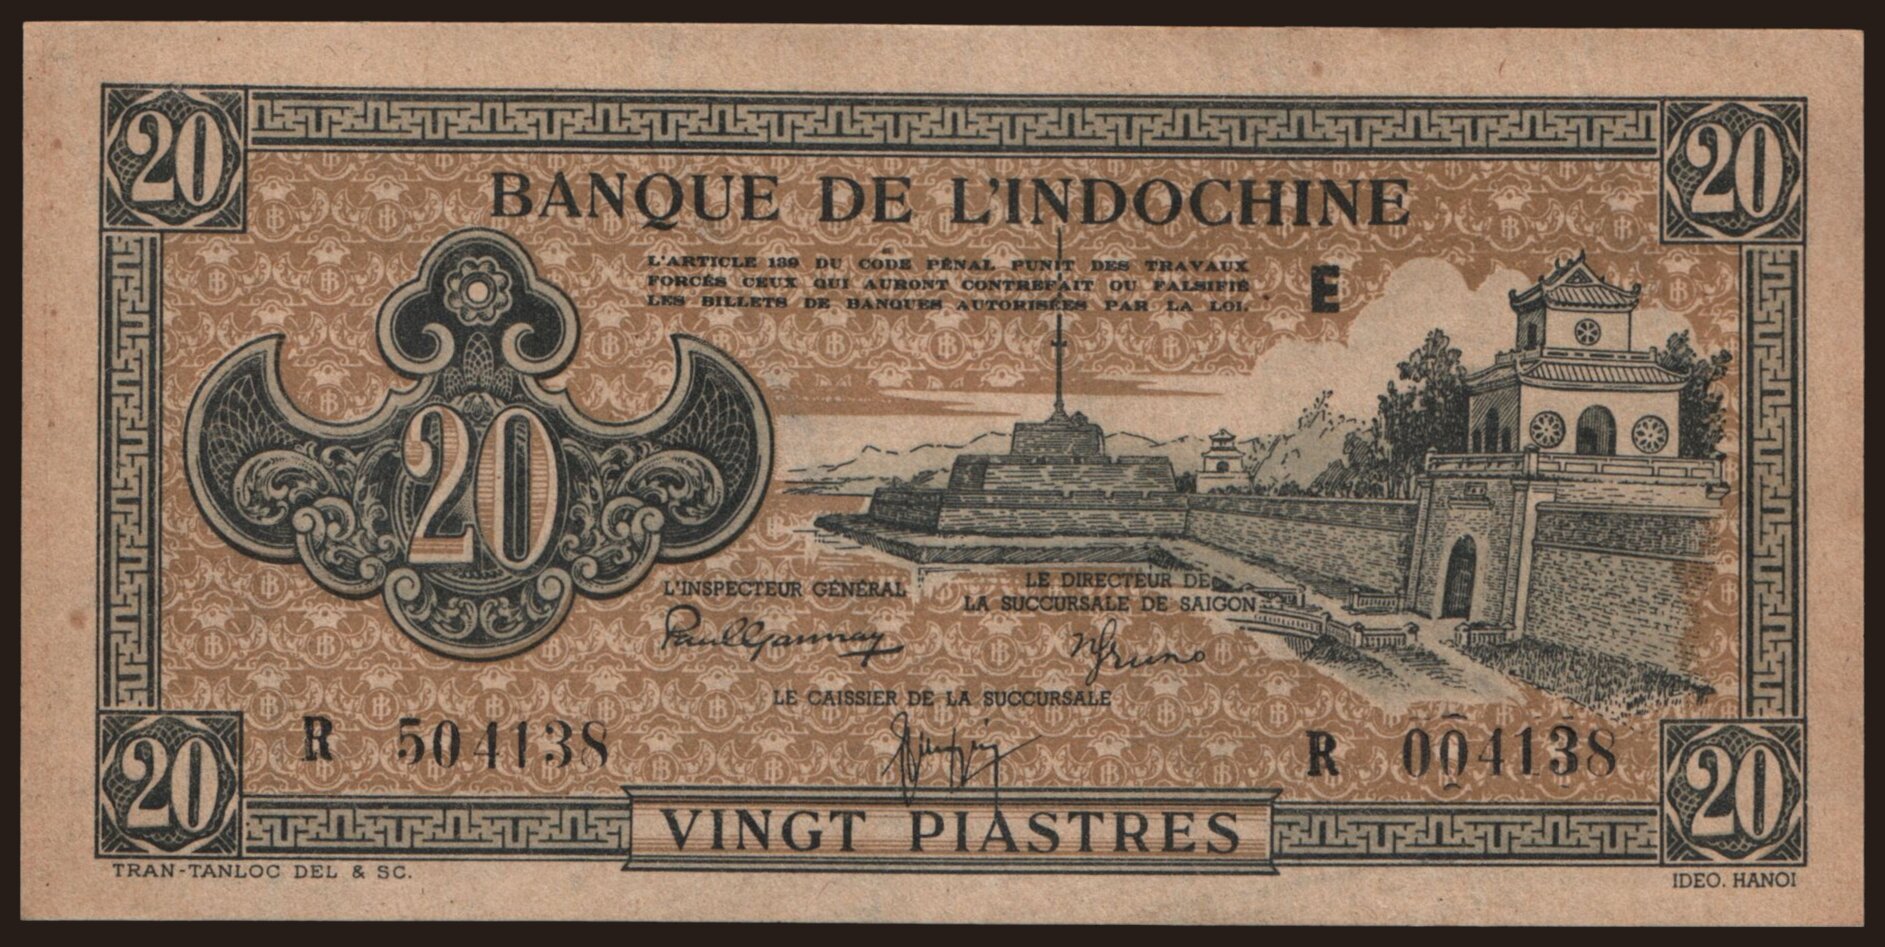 20 20
BANQUE DE L'INDOCHINE
L'ARTICLE 139 DU CODE PÉNAL PUNIT DES TRAVAUX
FORCÉS CEUX QUI AURONT CONTREFAIT OU FALSIFIÉ
LES BILLETS DE BANQUES AUTORISÉES PAR LA LOI.
E
20
L'INSPECTEUR GÉNÉRAL
LE DIRECTEUR DE
LA SUCCURSALE DE SAIGON
LE CAISSIER DE LA SUCCURSALE
R 504138 R 004138
20 20
VINGT PIASTRES
TRAN-TANLOC DEL & SC. IDEO. HANOI